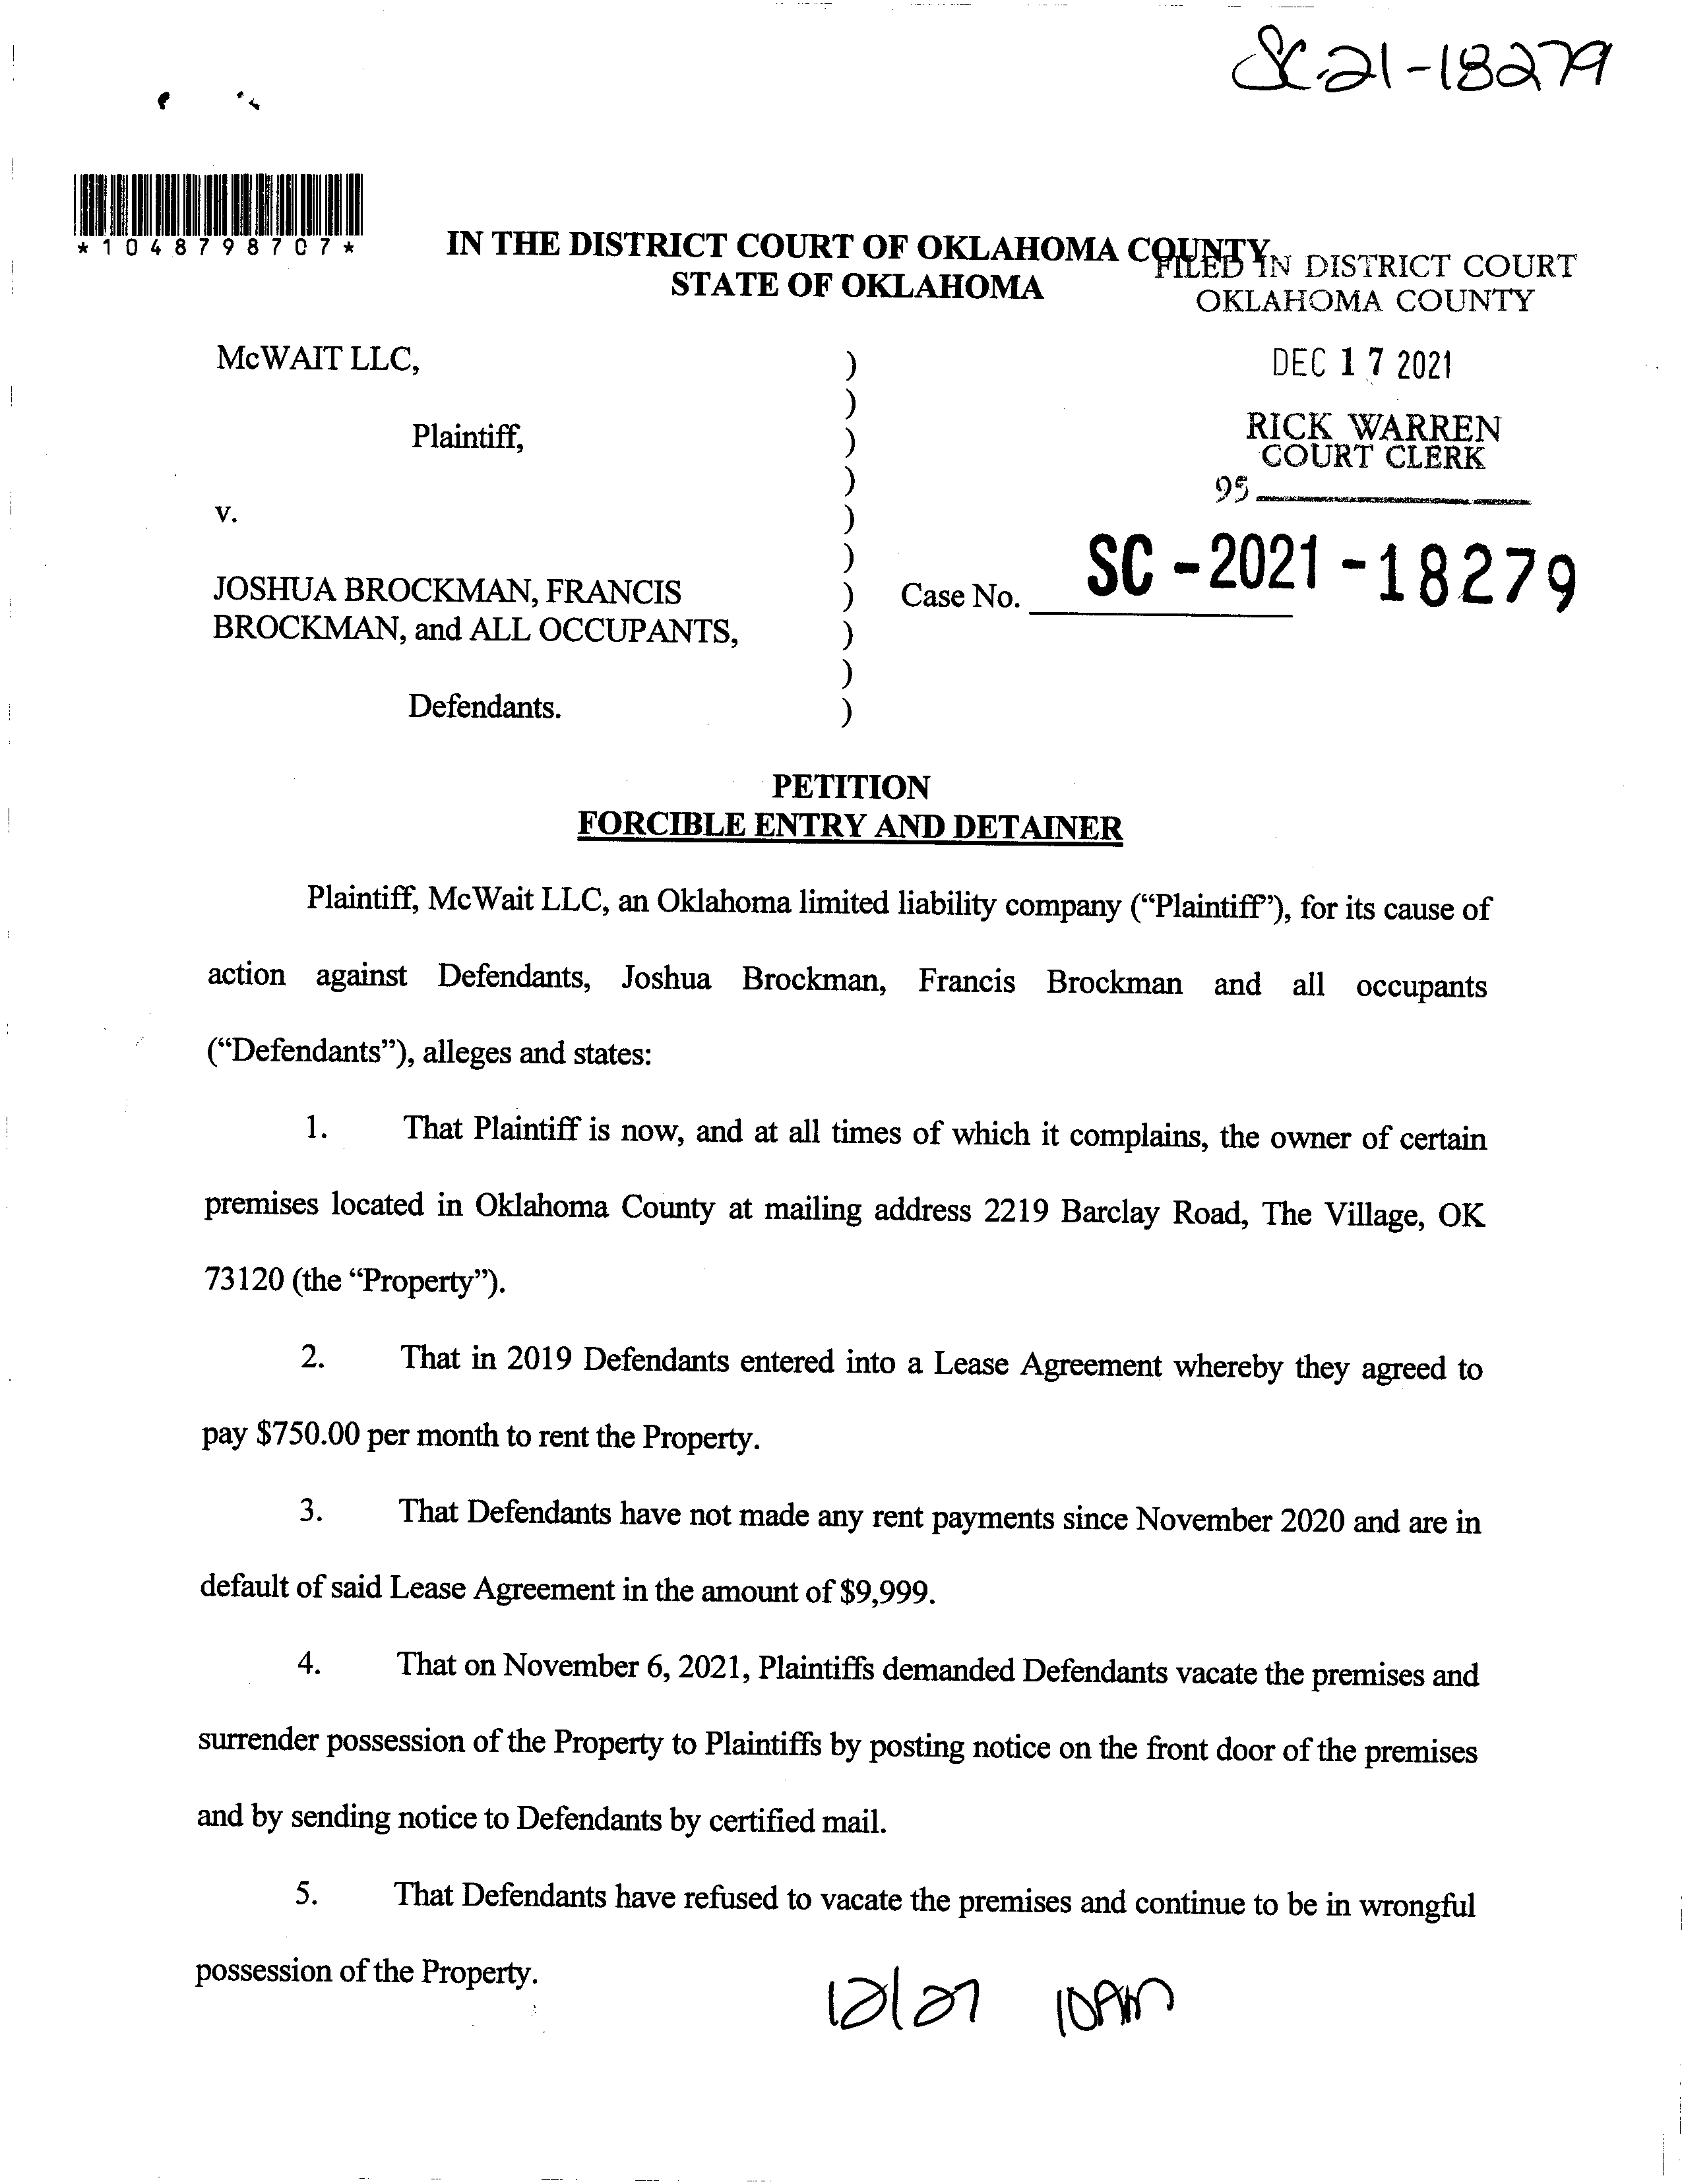 SC-21-18279
*1048798707*
IN THE DISTRICT COURT OF OKLAHOMA COUNTY
STATE OF OKLAHOMA
FILED IN DISTRICT COURT
OKLAHOMA COUNTY
McWAIT LLC, )
DEC 17 2021
)
Plaintiff, )
RICK WARREN
COURT CLERK
)
95
v. )
)
SC-2021-18279
JOSHUA BROCKMAN, FRANCIS ) Case No.
BROCKMAN, and ALL OCCUPANTS, )
)
Defendants. )
PETITION
FORCIBLE ENTRY AND DETAINER
Plaintiff, McWait LLC, an Oklahoma limited liability company (“Plaintiff”), for its cause of
action against Defendants, Joshua Brockman, Francis Brockman and all occupants
(“Defendants”), alleges and states:
1. That Plaintiff is now, and at all times of which it complains, the owner of certain
premises located in Oklahoma County at mailing address 2219 Barclay Road, The Village, OK
73120 (the “Property”).
2. That in 2019 Defendants entered into a Lease Agreement whereby they agreed to
pay $750.00 per month to rent the Property.
3. That Defendants have not made any rent payments since November 2020 and are in
default of said Lease Agreement in the amount of $9,999.
4. That on November 6, 2021, Plaintiffs demanded Defendants vacate the premises and
surrender possession of the Property to Plaintiffs by posting notice on the front door of the premises
and by sending notice to Defendants by certified mail.
5. That Defendants have refused to vacate the premises and continue to be in wrongful
possession of the Property.
12/27 10AM